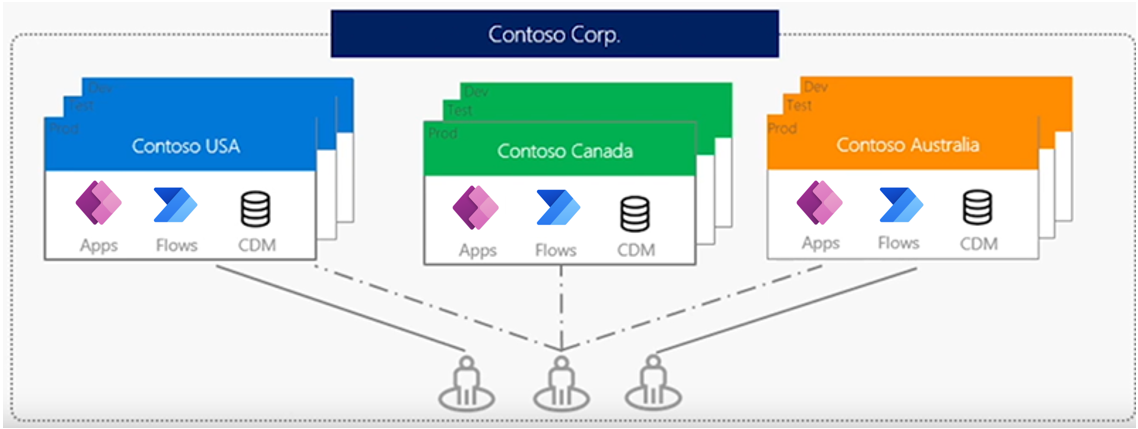 Contoso Corp.
Dev
Test
Prod
Contoso USA
Apps Flows CDM
Dev
Test
Prod
Contoso Canada
Apps Flows CDM
Dev
Test
Prod
Contoso Australia
Apps Flows CDM